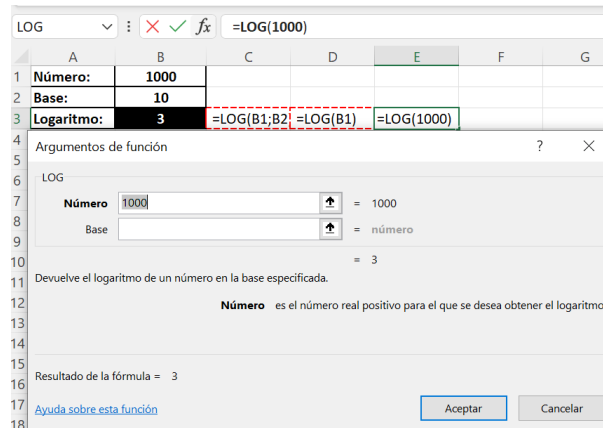 LOG fx =LOG(1000)
A B C D E F G
1 Número: 1000
2 Base: 10
3 Logaritmo: 3 =LOG(B1;B2 =LOG(B1) =LOG(1000)
4
Argumentos de función ? ×
5
6
LOG
7 Número 1000 = 1000
8 Base = número
9
10 = 3
11 Devuelve el logaritmo de un número en la base especificada.
12 Número es el número real positivo para el que se desea obtener el logaritmo
13
14
15
16 Resultado de la fórmula = 3
17 Ayuda sobre esta función Aceptar Cancelar
18